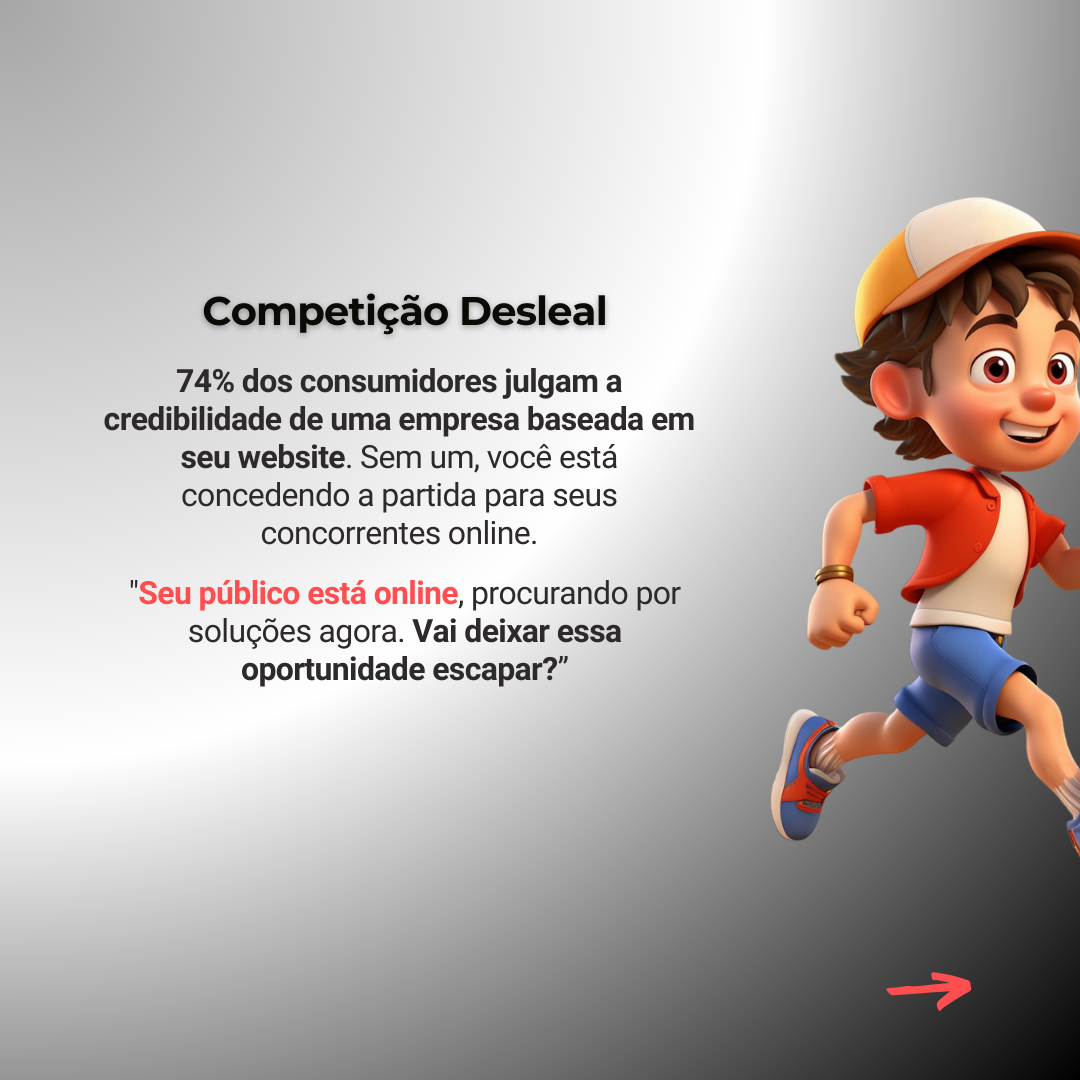 Competição Desleal
74% dos consumidores julgam a
credibilidade de uma empresa baseada em
seu website. Sem um, você está
concedendo a partida para seus
concorrentes online.
"Seu público está online, procurando por
soluções agora. Vai deixar essa
oportunidade escapar?”